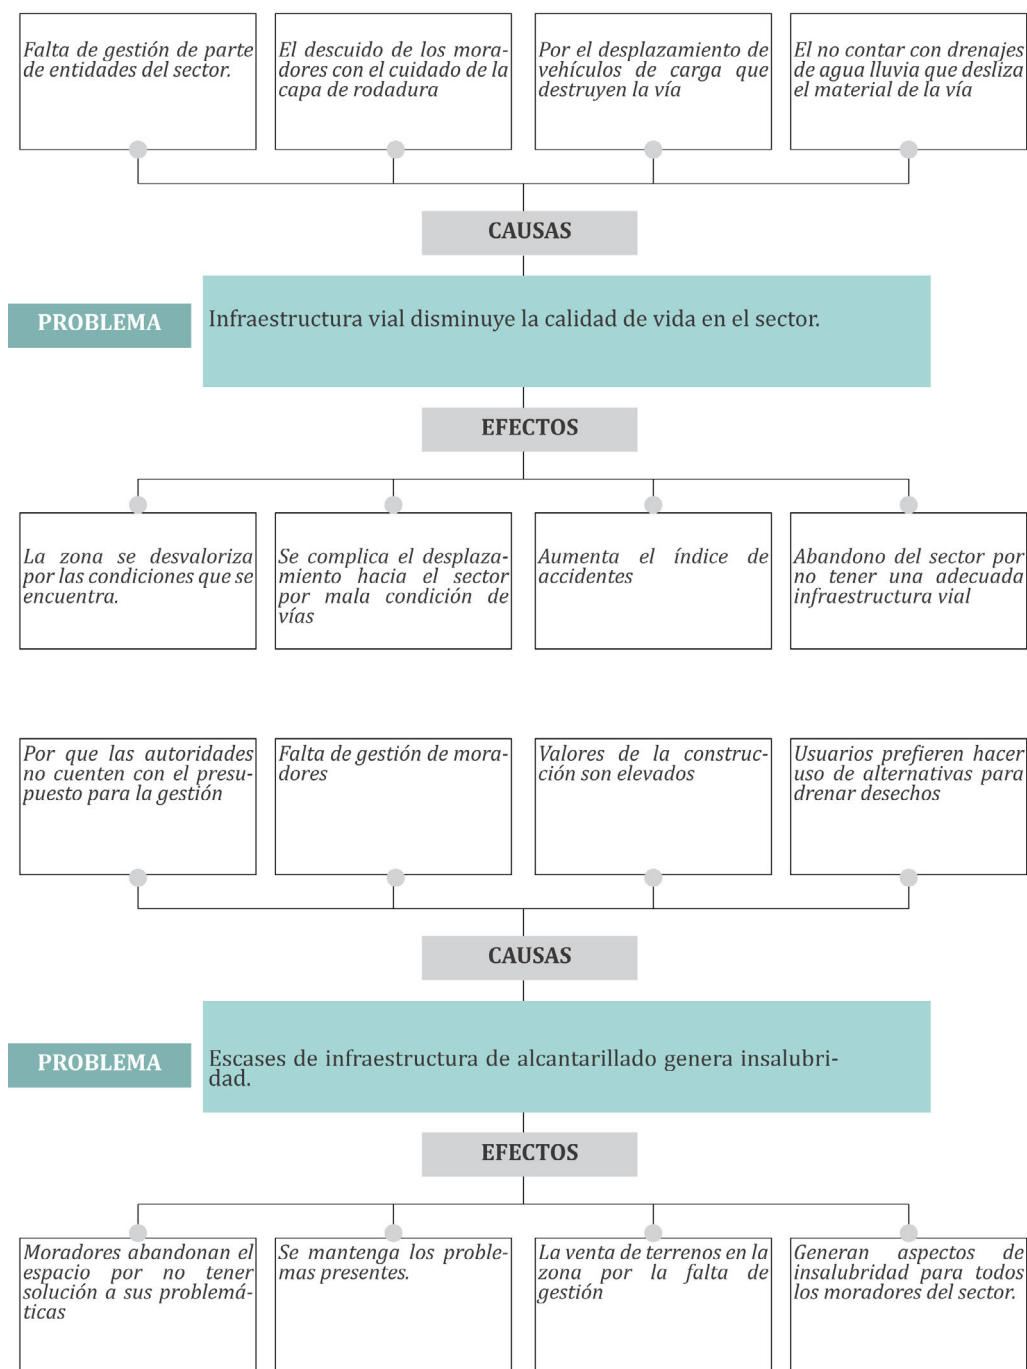 Falta de gestión de parte
de entidades del sector.
El descuido de los mora-
dores con el cuidado de la
capa de rodadura
Por el desplazamiento de
vehículos de carga que
destruyen la vía
El no contar con drenajes
de agua lluvia que desliza
el material de la vía
CAUSAS
PROBLEMA
Infraestructura vial disminuye la calidad de vida en el sector.
EFECTOS
La zona se desvaloriza
por las condiciones que se
encuentra.
Se complica el desplaza-
miento hacia el sector
por mala condición de
vías
Aumenta el índice de
accidentes
Abandono del sector por
no tener una adecuada
infraestructura vial
Por que las autoridades
no cuenten con el presu-
puesto para la gestión
Falta de gestión de mora-
dores
Valores de la construc-
ción son elevados
Usuarios prefieren hacer
uso de alternativas para
drenar desechos
CAUSAS
PROBLEMA
Escases de infraestructura de alcantarillado genera insalubri-
dad.
EFECTOS
Moradores abandonan el
espacio por no tener
solución a sus problemá-
ticas
Se mantenga los proble-
mas presentes.
La venta de terrenos en la
zona por la falta de
gestión
Generan aspectos de
insalubridad para todos
los moradores del sector.